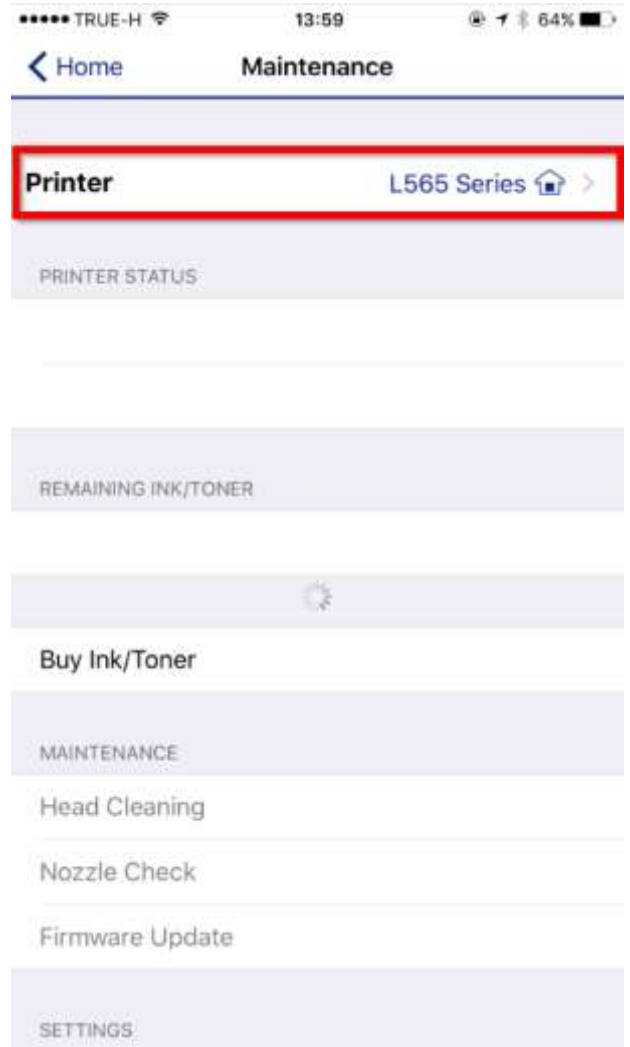 TRUE-H 13:59 64%
Home Maintenance
Printer L565 Series
PRINTER STATUS
REMAINING INK/TONER
Buy Ink/Toner
MAINTENANCE
Head Cleaning
Nozzle Check
Firmware Update
SETTINGS